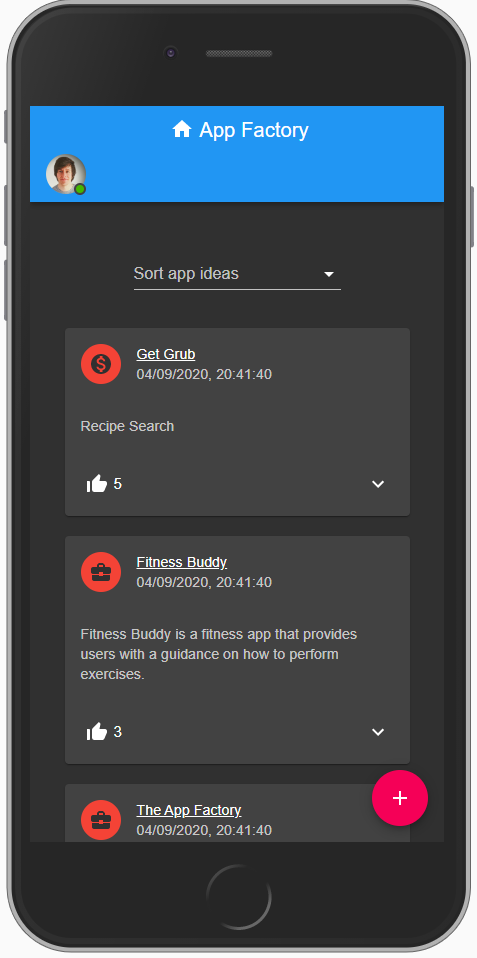 App Factory
Sort app ideas
Get Grub
04/09/2020, 20:41:40
Recipe Search
5
Fitness Buddy
04/09/2020, 20:41:40
Fitness Buddy is a fitness app that provides
users with a guidance on how to perform
exercises.
3
The App Factory
04/09/2020, 20:41:40